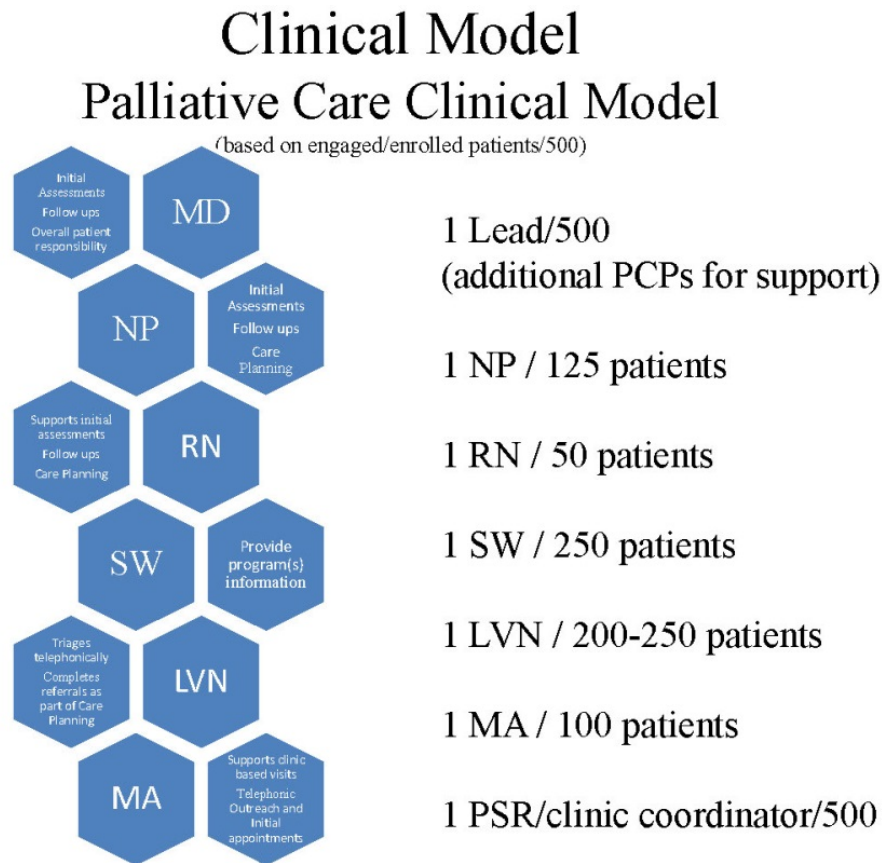 Clinical Model
Palliative Care Clinical Model
(based on engaged/enrolled patients/500)
Initial
Assessments
Follow ups
Overall patient
responsibility
MD
1 Lead/500
(additional PCPs for support)
NP
Initial
Assessments
Follow ups
Care
Planning
1 NP / 125 patients
Supports initial
assessments
Follow ups
Care Planning
RN
1 RN / 50 patients
SW
Provide
program(s)
information
1 SW / 250 patients
Triages
telephonically
Completes
referrals as
part of Care
Planning
LVN
1 LVN / 200-250 patients
MA
Supports clinic
based visits
Telephonic
Outreach and
Initial
appointments
1 MA / 100 patients
1 PSR/clinic coordinator/500